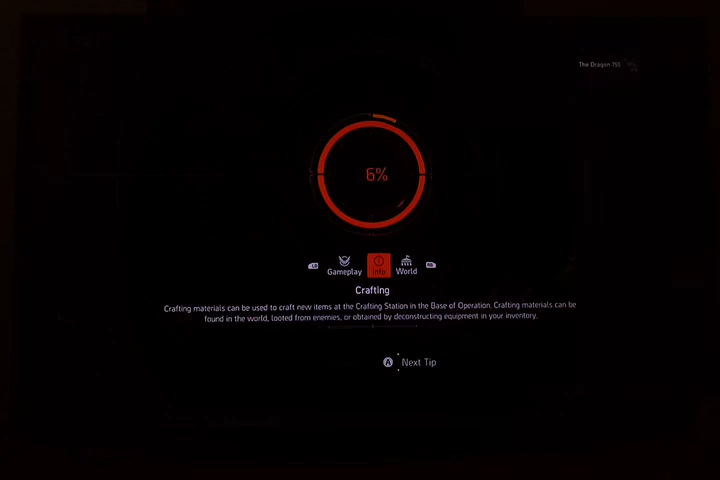 The Dragon 755
6%
LB Gameplay Info World RB
Crafting
Crafting materials can be used to craft new items at the Crafting Station in the Base of Operation. Crafting materials can be
found in the world, looted from enemies, or obtained by deconstructing equipment in your inventory.
A Next Tip